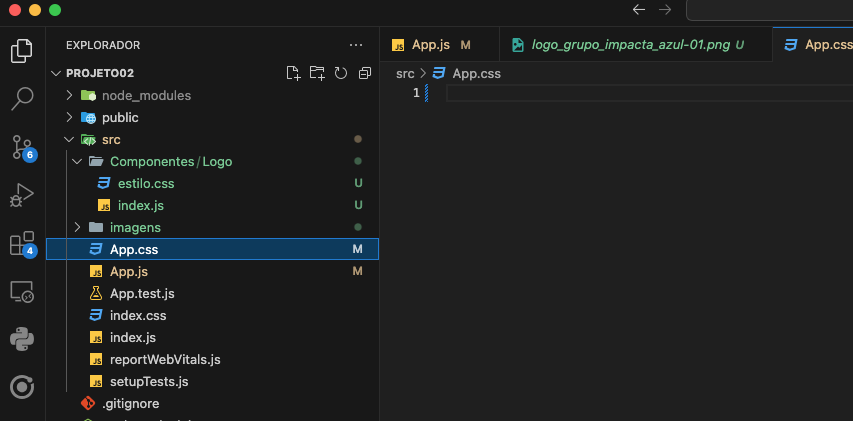 EXPLORADOR
PROJETO02
node_modules
public
src
Componentes/Logo
estilo.css U
index.js U
imagens
App.css M
App.js M
App.test.js
index.css
index.js
reportWebVitals.js
setupTests.js
.gitignore
6
4
App.js M
logo_grupo_impacta_azul-01.png U
App.css
src > App.css
1